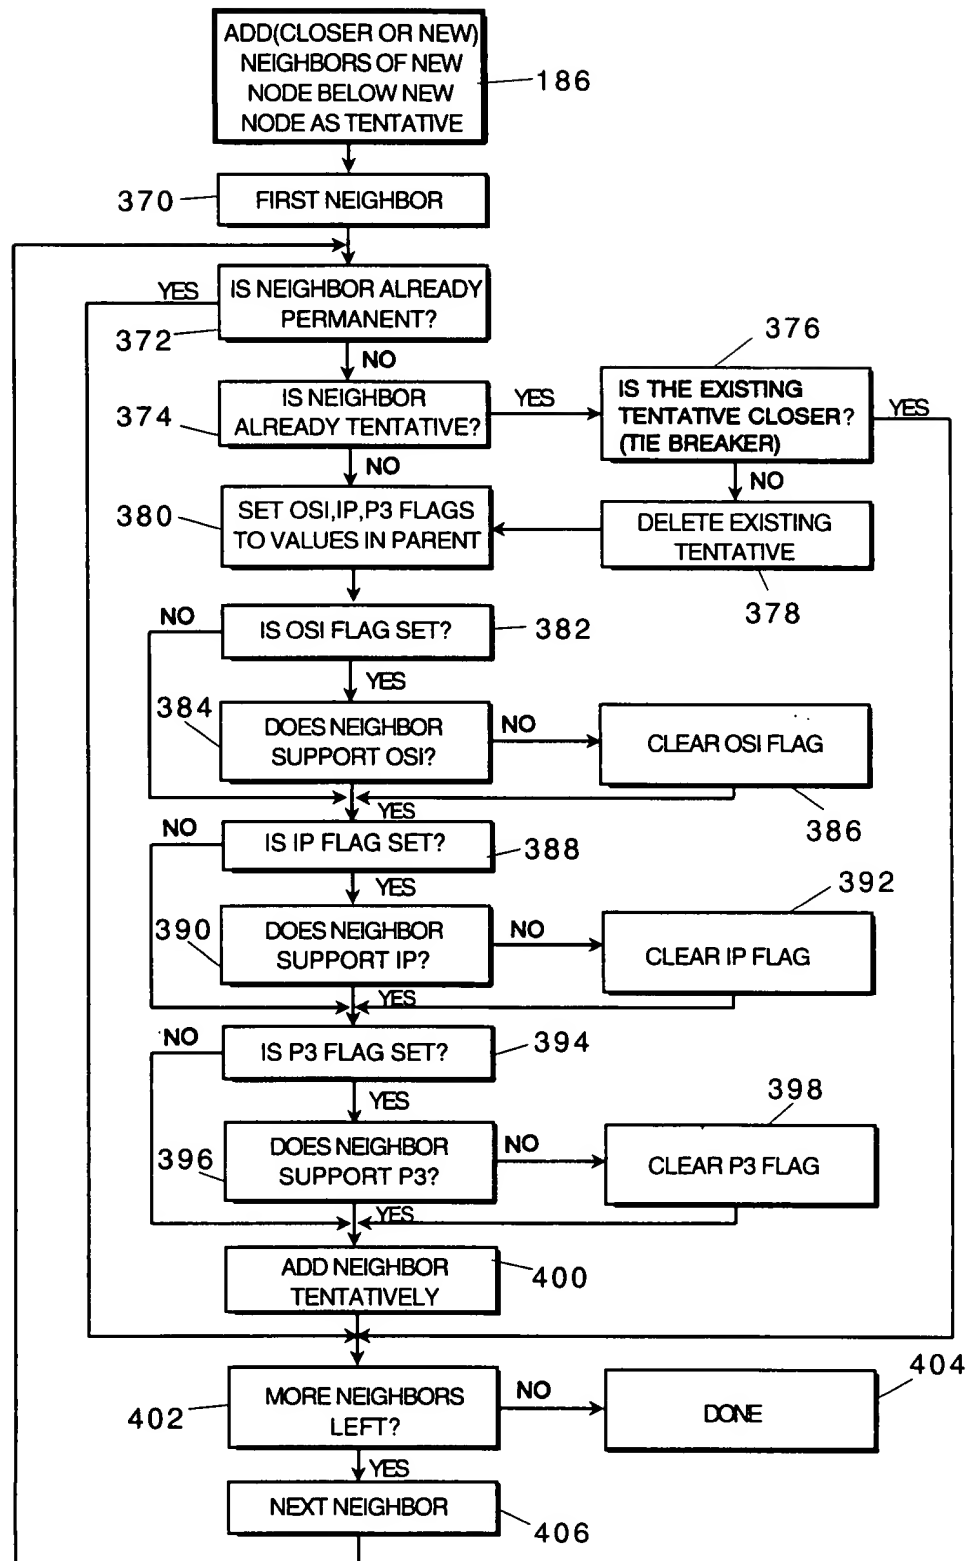 ADD(CLOSER OR NEW)
NEIGHBORS OF NEW
NODE BELOW NEW
NODE AS TENTATIVE
186
370
FIRST NEIGHBOR
YES
IS NEIGHBOR ALREADY
PERMANENT?
372
NO
376
IS NEIGHBOR
ALREADY TENTATIVE?
374
YES
IS THE EXISTING
TENTATIVE CLOSER?
(TIE BREAKER)
YES
NO
NO
380
SET OSI,IP,P3 FLAGS
TO VALUES IN PARENT
DELETE EXISTING
TENTATIVE
378
NO
IS OSI FLAG SET?
382
YES
384
DOES NEIGHBOR
SUPPORT OSI?
NO
CLEAR OSI FLAG
386
YES
NO
IS IP FLAG SET?
388
YES
392
390
DOES NEIGHBOR
SUPPORT IP?
NO
CLEAR IP FLAG
YES
NO
IS P3 FLAG SET?
394
YES
398
396
DOES NEIGHBOR
SUPPORT P3?
NO
CLEAR P3 FLAG
YES
ADD NEIGHBOR
TENTATIVELY
400
402
MORE NEIGHBORS
LEFT?
NO
DONE
404
YES
NEXT NEIGHBOR
406